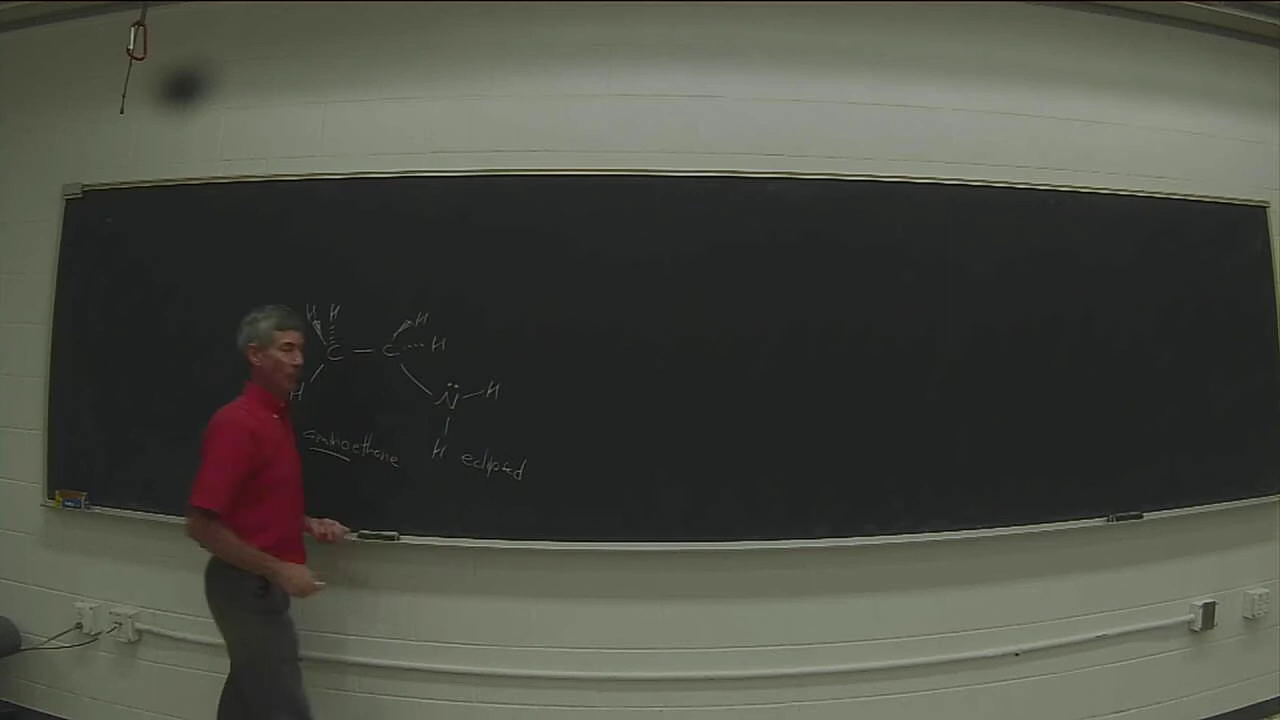 H H H
C — C ···· H
H N̈ — H
aminoethane H eclipsed